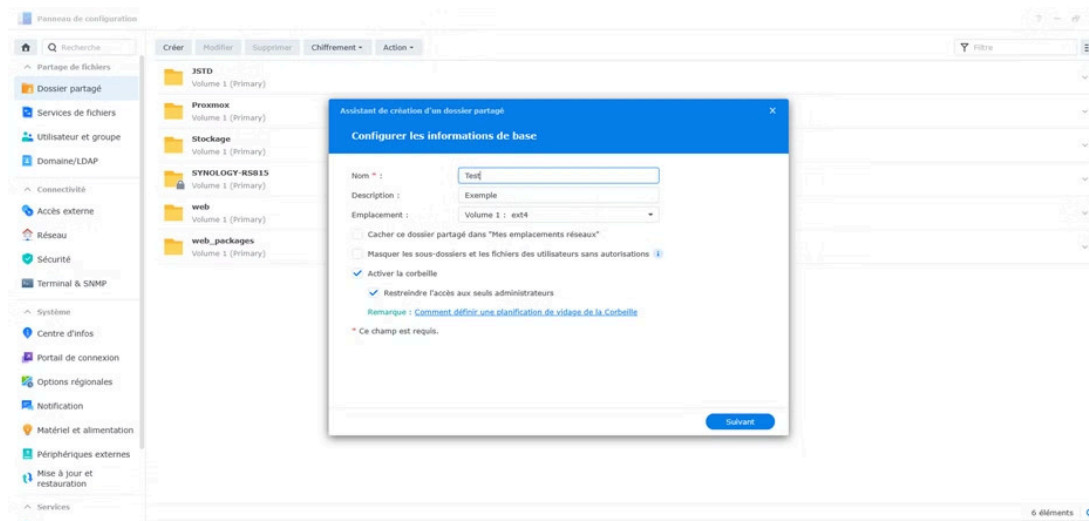 Panneau de configuration
Recherche
Créer Modifier Supprimer Chiffrement Action
Filtre
Partage de fichiers
Dossier partagé
Services de fichiers
Utilisateur et groupe
Domaine/LDAP
Connectivité
Accès externe
Réseau
Sécurité
Terminal & SNMP
Système
Centre d'infos
Portail de connexion
Options régionales
Notification
Matériel et alimentation
Périphériques externes
Mise à jour et
restauration
Services
JSTD
Volume 1 (Primary)
Proxmox
Volume 1 (Primary)
Stockage
Volume 1 (Primary)
SYNOLOGY-RS815
Volume 1 (Primary)
web
Volume 1 (Primary)
web_packages
Volume 1 (Primary)
Assistant de création d'un dossier partagé
Configurer les informations de base
Nom * : Test
Description : Exemple
Emplacement : Volume 1 : ext4
Cacher ce dossier partagé dans "Mes emplacements réseaux"
Masquer les sous-dossiers et les fichiers des utilisateurs sans autorisations
Activer la corbeille
Restreindre l'accès aux seuls administrateurs
Remarque : Comment définir une planification de vidage de la Corbeille
* Ce champ est requis.
Suivant
6 éléments